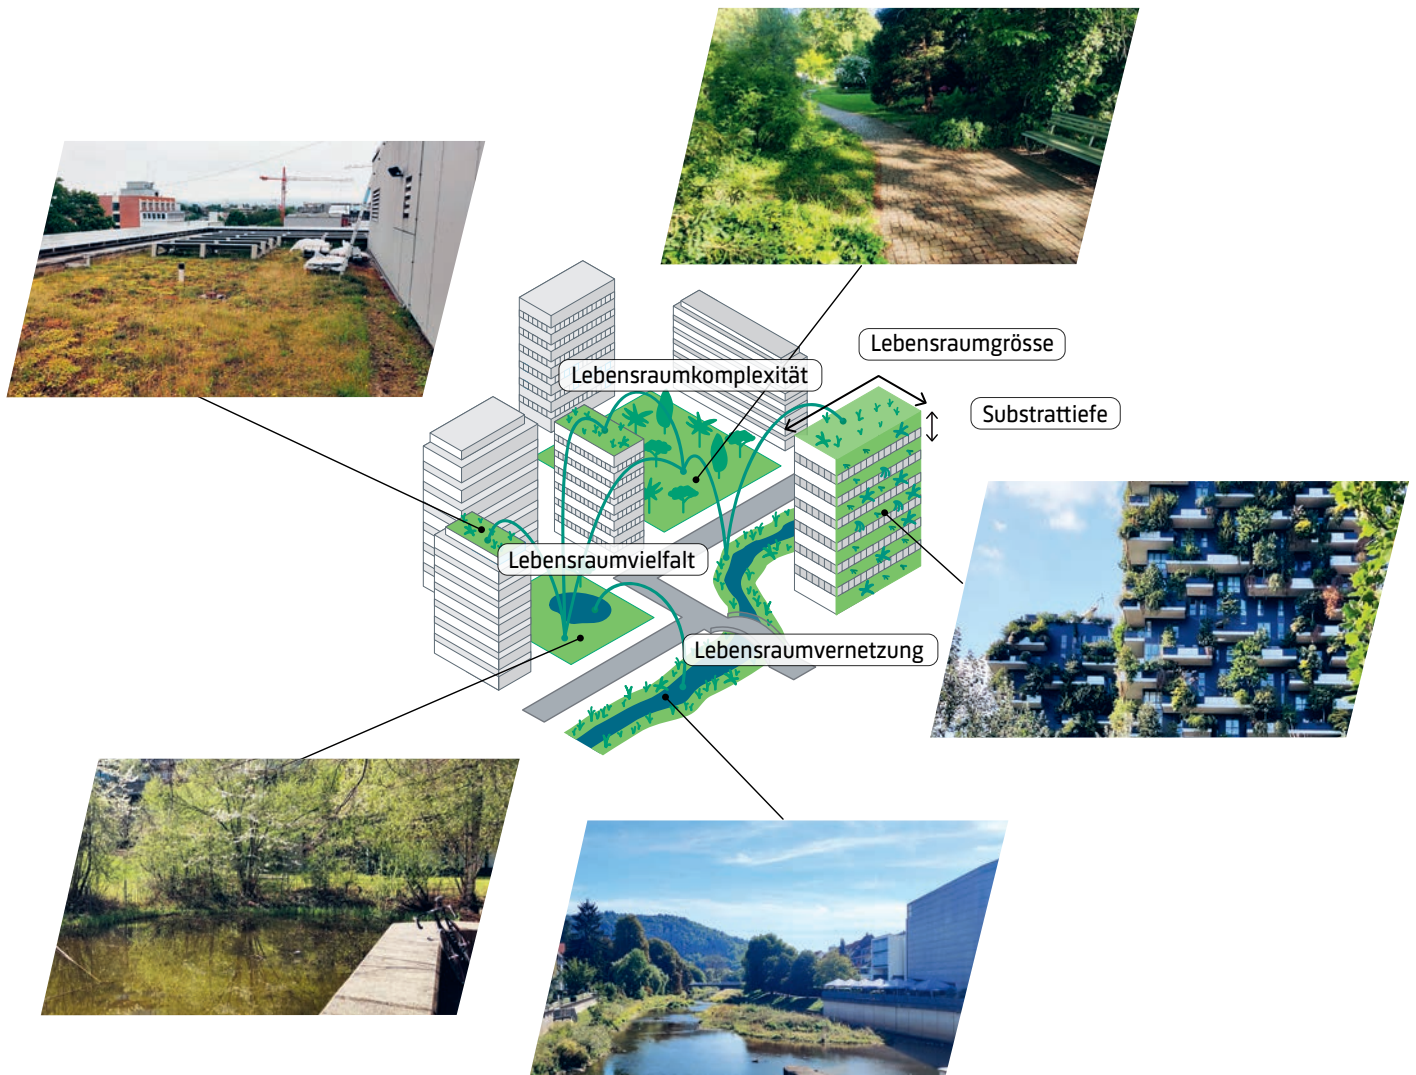 Lebensraumgrösse
Lebensraumkomplexität
Substrattiefe
Lebensraumvielfalt
Lebensraumvernetzung